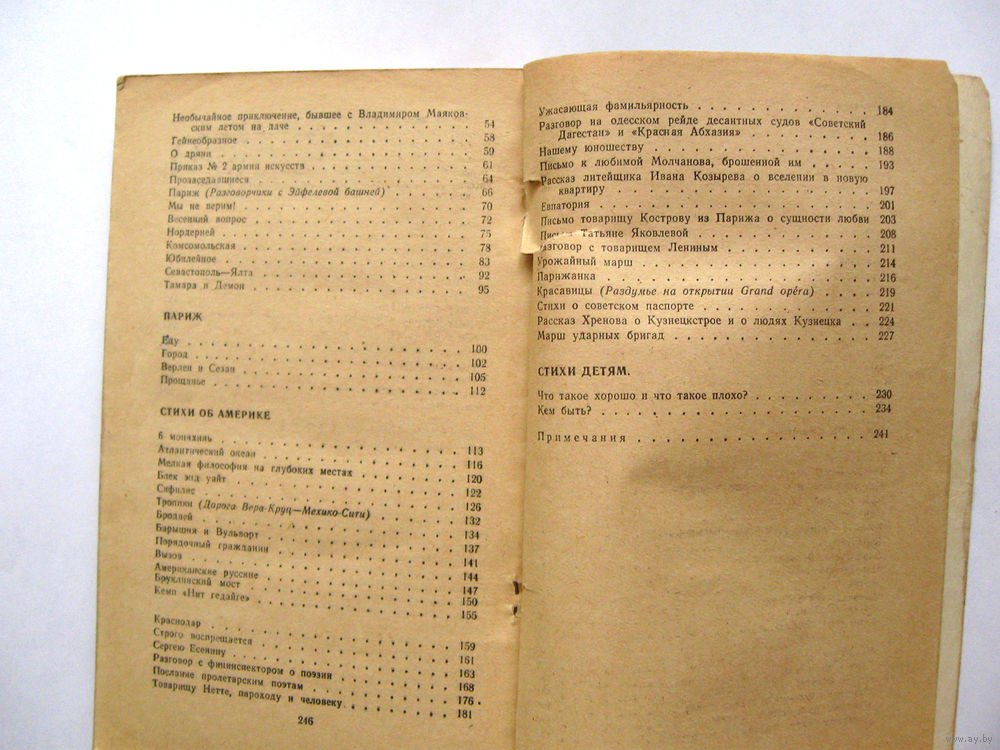 Необычайное приключение, бывшее с Владимиром Маяков-
ским летом на даче . . . 54
Гейнеобразное . . . 58
О дряни . . . 59
Приказ № 2 армии искусств . . . 61
Прозаседавшиеся . . . 64
Париж (Разговорчики с Эйфелевой башней) . . . 66
Мы не верим! . . . 70
Весенний вопрос . . . 72
Нордерней . . . 75
Комсомольская . . . 78
Юбилейное . . . 83
Севастополь—Ялта . . . 92
Тамара и Демон . . . 95
ПАРИЖ
Еду . . . 100
Город . . . 102
Верлен и Сезан . . . 105
Прощанье . . . 112
СТИХИ ОБ АМЕРИКЕ
6 монахинь . . . 113
Атлантический океан . . . 116
Мелкая философия на глубоких местах . . . 120
Блек энд уайт . . . 122
Сифилис . . . 126
Тропики (Дорога Вера-Круц—Мехико-Сити) . . . 132
Бродвей . . . 134
Барышня и Вульворт . . . 137
Порядочный гражданин . . . 141
Вызов . . . 144
Американские русские . . . 147
Бруклинский мост . . . 150
Кемп «Нит гедайге» . . . 155
Краснодар . . . 159
Строго воспрещается . . . 161
Сергею Есенину . . . 163
Разговор с фининспектором о поэзии . . . 168
Послание пролетарским поэтам . . . 176
Товарищу Нетте, пароходу и человеку . . . 181
246
Ужасающая фамильярность . . . 184
Разговор на одесском рейде десантных судов «Советский
Дагестан» и «Красная Абхазия» . . . 186
Нашему юношеству . . . 188
Письмо к любимой Молчанова, брошенной им . . . 193
Рассказ литейщика Ивана Козырева о вселении в новую
квартиру . . . 197
Евпатория . . . 201
Письмо товарищу Кострову из Парижа о сущности любви 203
Татьяне Яковлевой . . . 208
Разговор с товарищем Лениным . . . 211
Урожайный марш . . . 214
Парижанка . . . 216
Красавицы (Раздумье на открытии Grand opéra) . . . 219
Стихи о советском паспорте . . . 221
Рассказ Хренова о Кузнецкстрое и о людях Кузнецка . . 224
Марш ударных бригад . . . 227
СТИХИ ДЕТЯМ.
Что такое хорошо и что такое плохо? . . . 230
Кем быть? . . . 234
Примечания . . . 241
www.ay.by